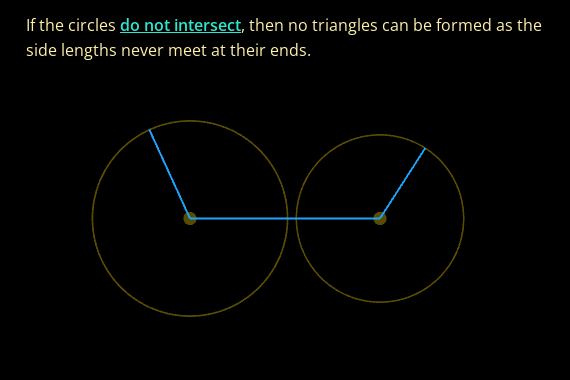 If the circles do not intersect, then no triangles can be formed as the
side lengths never meet at their ends.